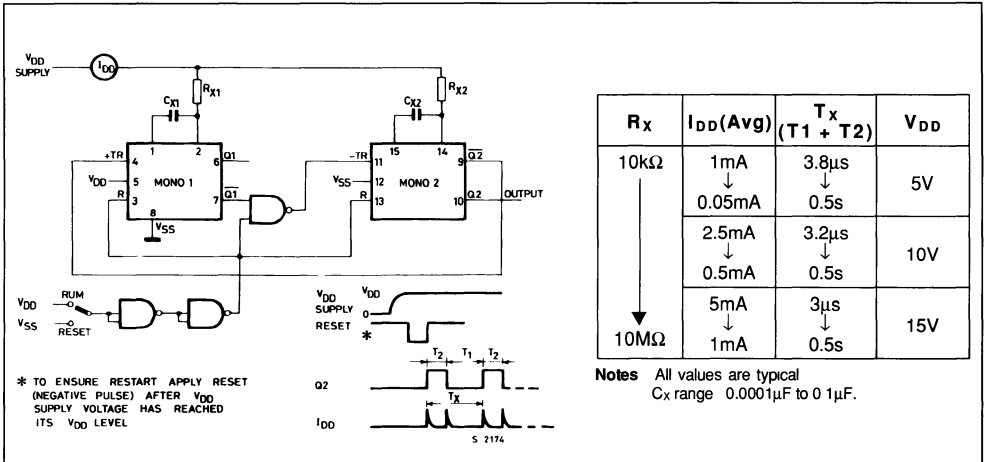 VDD
SUPPLY
IDD
RX1
RX2
CX1
CX2
1
2
15
14
+TR
4
6
Q1
-TR
11
9
Q2
VDD
5
MONO 1
VSS
12
MONO 2
R
3
7
Q1
R
13
10
Q2
OUTPUT
8
VSS
VDD
RUM
VSS
RESET
VDD
SUPPLY
VDD
0
RESET
*
T2
T1
T2
Q2
TX
IDD
S 2174
* TO ENSURE RESTART APPLY RESET
(NEGATIVE PULSE) AFTER VDD
SUPPLY VOLTAGE HAS REACHED
ITS VDD LEVEL
RX IDD(Avg) TX (T1 + T2) VDD
10kΩ 1mA 3.8µs 5V
↓ ↓
0.05mA 0.5s
2.5mA 3.2µs 10V
↓ ↓
0.5mA 0.5s
5mA 3µs 15V
↓ ↓
10MΩ 1mA 0.5s
Notes All values are typical
CX range 0.0001µF to 0 1µF.